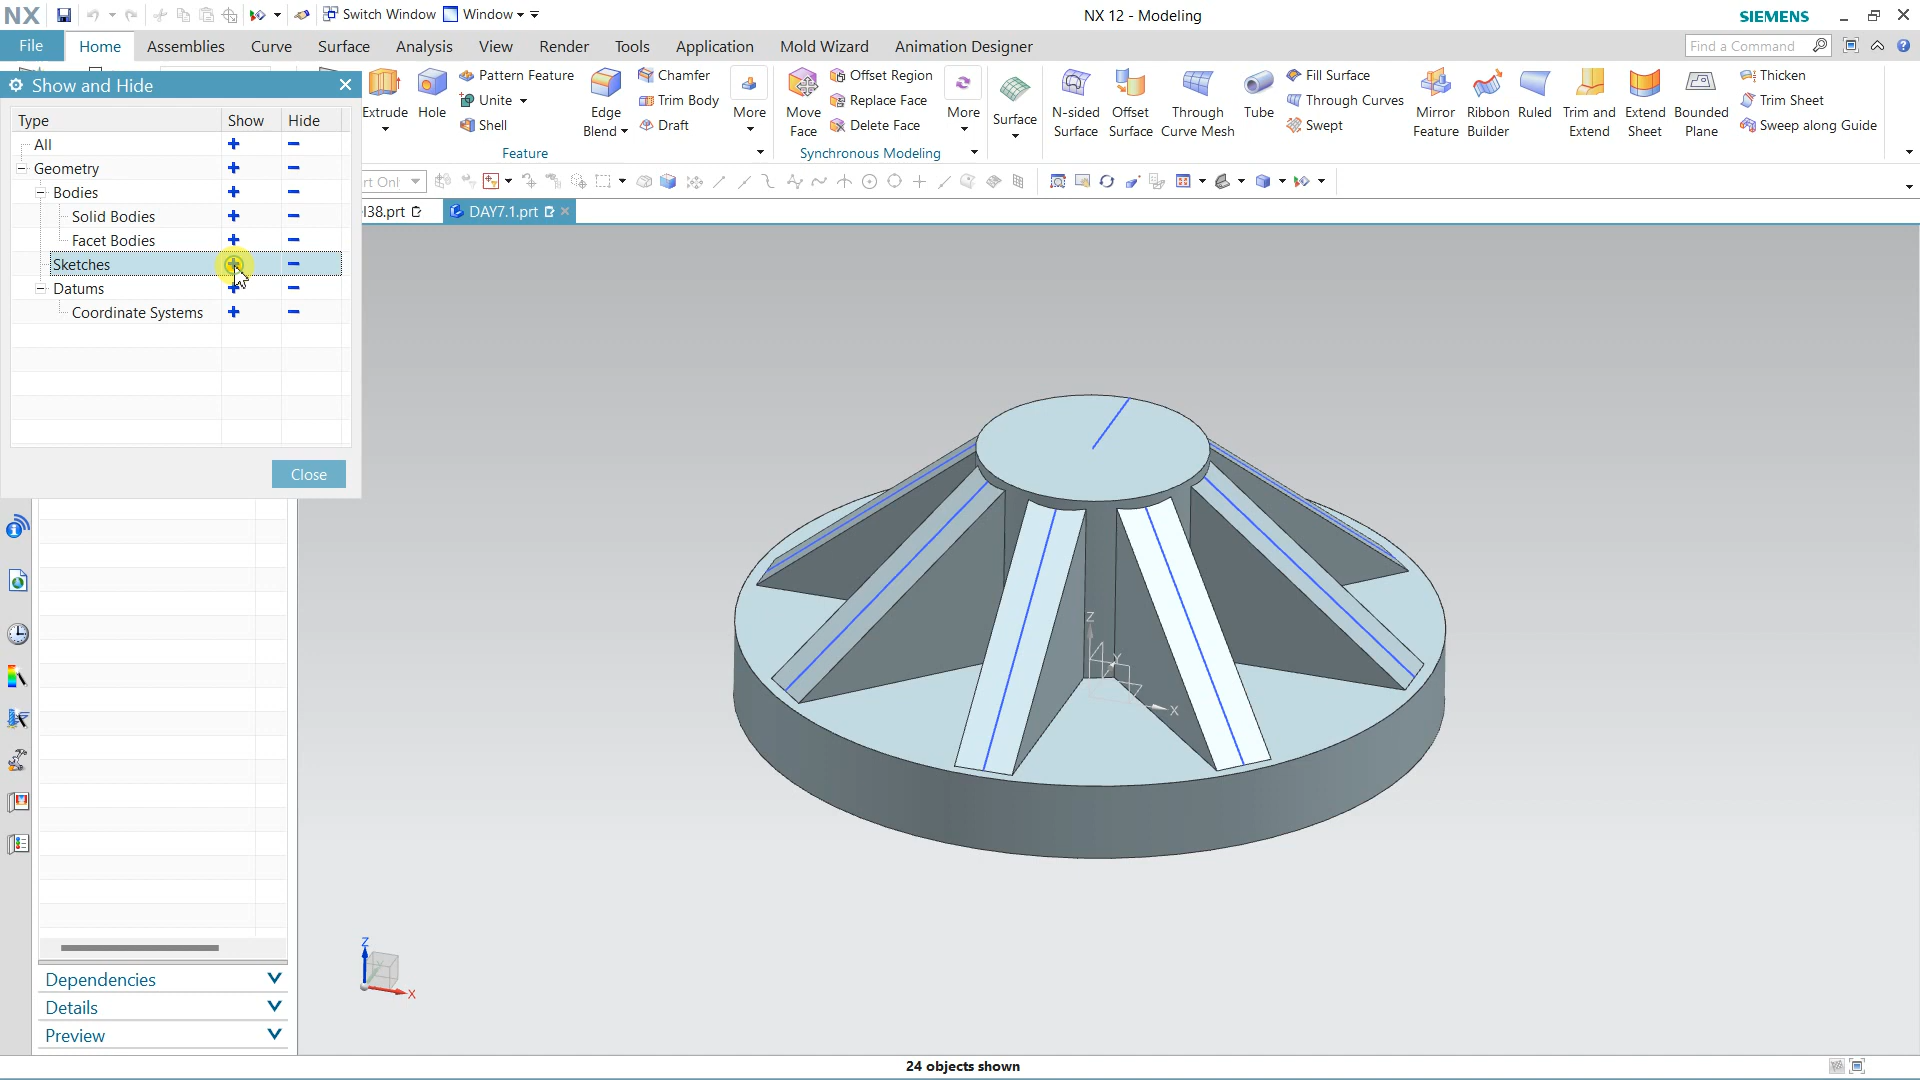 NX
Switch Window
Window
NX 12 - Modeling
SIEMENS
File
Home
Assemblies
Curve
Surface
Analysis
View
Render
Tools
Application
Mold Wizard
Animation Designer
Find a Command
Show and Hide
Type
Show
Hide
All
Geometry
Bodies
Solid Bodies
Facet Bodies
Sketches
Datums
Coordinate Systems
Close
Extrude
Hole
Pattern Feature
Unite
Shell
Edge
Blend
Chamfer
Trim Body
Draft
More
Feature
Move
Face
Offset Region
Replace Face
Delete Face
More
Synchronous Modeling
Surface
N-sided
Surface
Offset
Surface
Through
Curve Mesh
Tube
Fill Surface
Through Curves
Swept
Mirror
Feature
Ribbon
Builder
Ruled
Trim and
Extend
Extend
Sheet
Bounded
Plane
Thicken
Trim Sheet
Sweep along Guide
rt Onl
l38.prt
DAY7.1.prt
Z
Y
X
Z
X
Dependencies
Details
Preview
24 objects shown